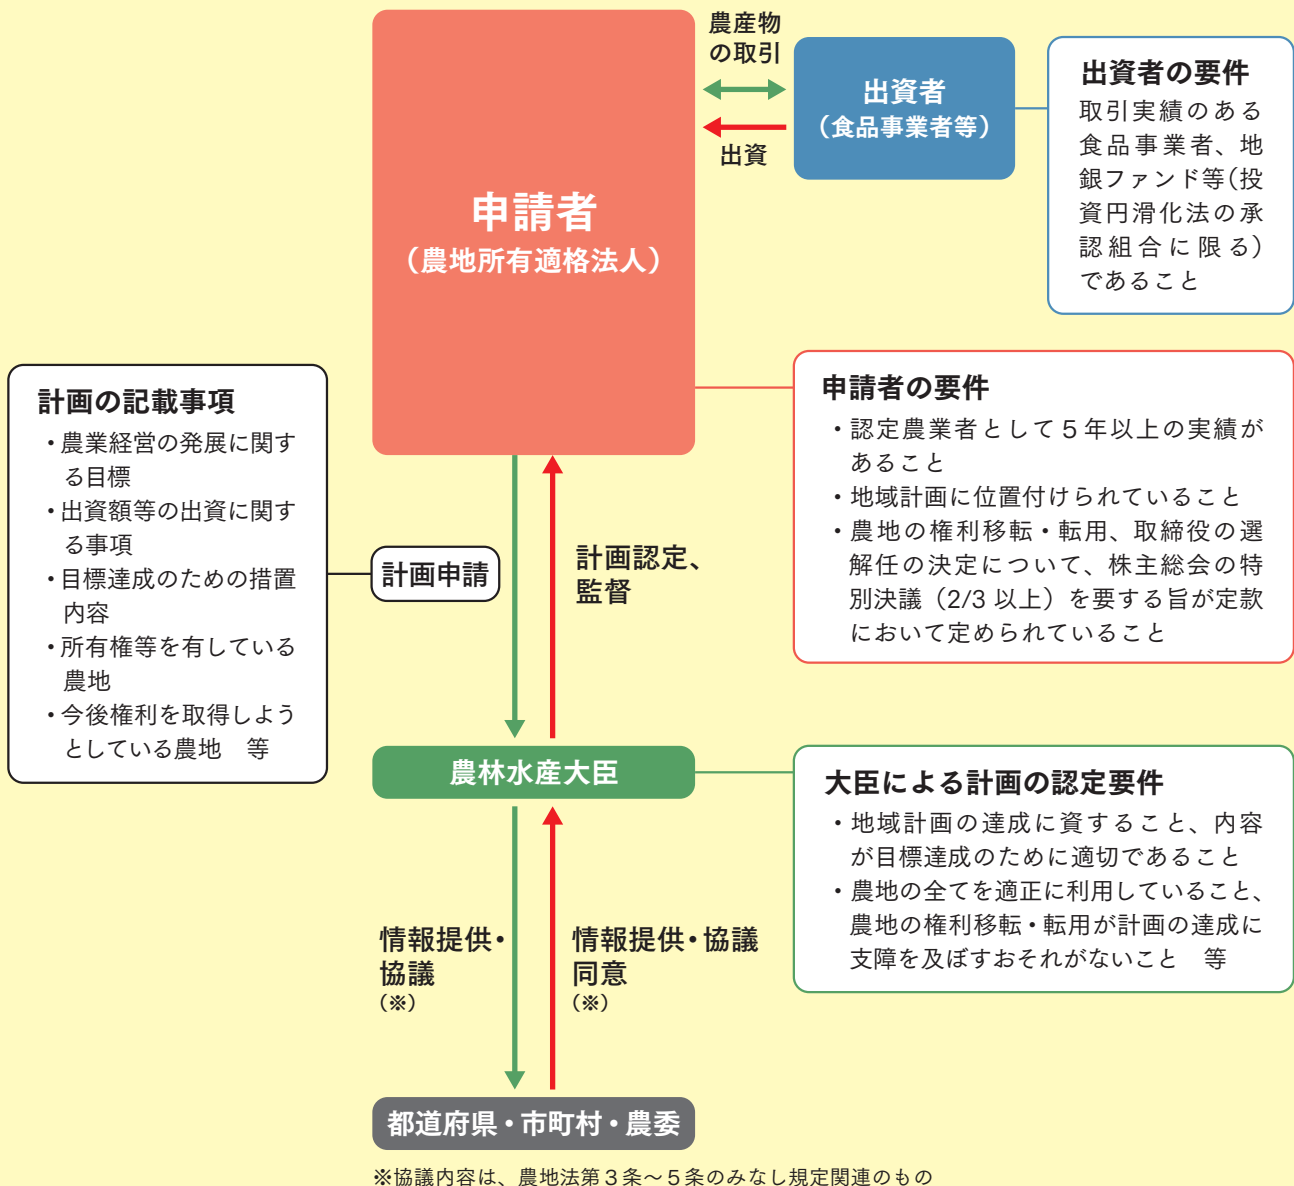 農産物
の取引
出資
出資者
(食品事業者等)
出資者の要件
取引実績のある
食品事業者、地
銀ファンド等(投
資円滑化法の承
認組合に限る)
であること
申請者
(農地所有適格法人)
申請者の要件
・認定農業者として5年以上の実績が
あること
・地域計画に位置付けられていること
・農地の権利移転・転用、取締役の選
解任の決定について、株主総会の特
別決議(2/3 以上)を要する旨が定款
において定められていること
計画の記載事項
・農業経営の発展に関す
る目標
・出資額等の出資に関す
る事項
・目標達成のための措置
内容
・所有権等を有している
農地
・今後権利を取得しよう
としている農地 等
計画申請
計画認定、
監督
農林水産大臣
大臣による計画の認定要件
・地域計画の達成に資すること、内容
が目標達成のために適切であること
・農地の全てを適正に利用していること、
農地の権利移転・転用が計画の達成に
支障を及ぼすおそれがないこと 等
情報提供・
協議
(※)
情報提供・協議
同意
(※)
都道府県・市町村・農委
※協議内容は、農地法第3条~5条のみなし規定関連のもの